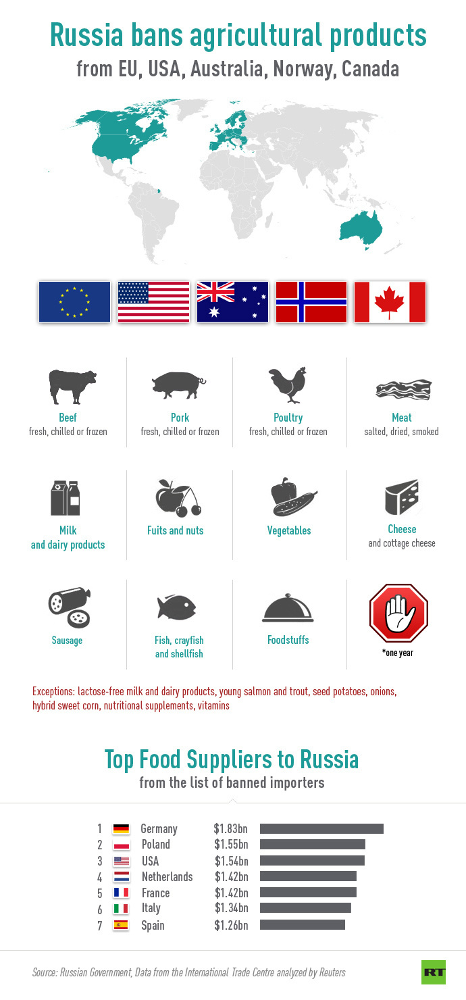 Russia bans agricultural products
from EU, USA, Australia, Norway, Canada
Beef
fresh, chilled or frozen
Pork
fresh, chilled or frozen
Poultry
fresh, chilled or frozen
Meat
salted, dried, smoked
Milk
and dairy products
Fuits and nuts
Vegetables
Cheese
and cottage cheese
Sausage
Fish, crayfish
and shellfish
Foodstuffs
*one year
Exceptions: lactose-free milk and dairy products, young salmon and trout, seed potatoes, onions,
hybrid sweet corn, nutritional supplements, vitamins
Top Food Suppliers to Russia
from the list of banned importers
1 Germany $1.83bn
2 Poland $1.55bn
3 USA $1.54bn
4 Netherlands $1.42bn
5 France $1.42bn
6 Italy $1.34bn
7 Spain $1.26bn
Source: Russian Government, Data from the International Trade Centre analyzed by Reuters
RT